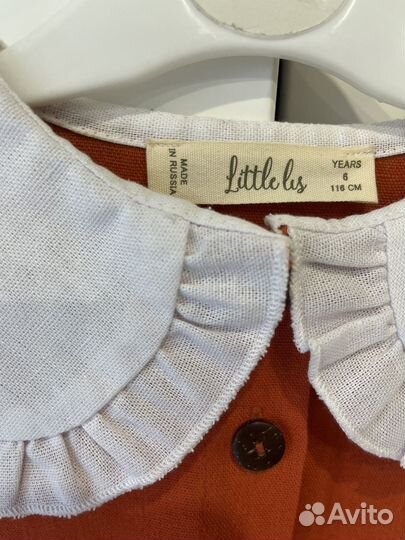 MADE
IN RUSSIA
Little lis
YEARS
6
116 CM
Avito